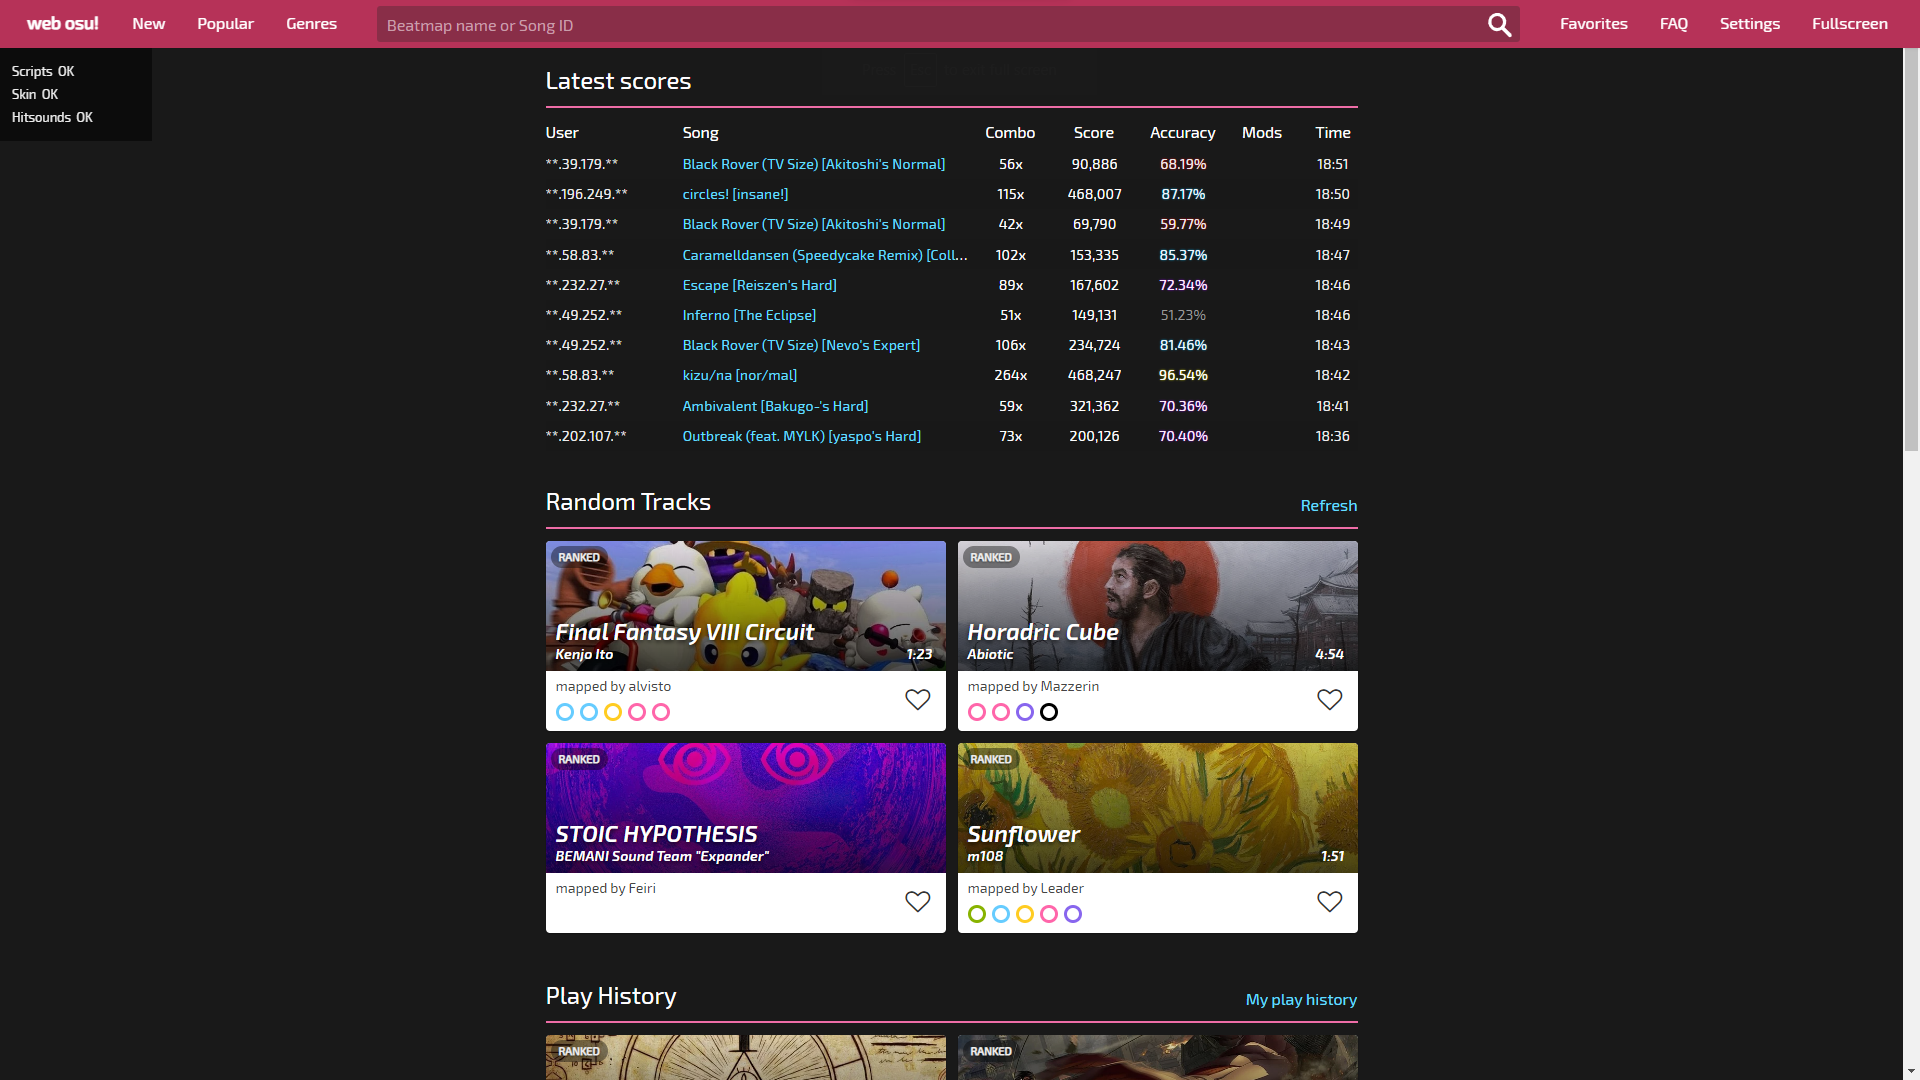 web osu! New Popular Genres Beatmap name or Song ID Favorites FAQ Settings Fullscreen
Scripts OK
Skin OK
Hitsounds OK
Latest scores
User Song Combo Score Accuracy Mods Time
**.39.179.** Black Rover (TV Size) [Akitoshi's Normal] 56x 90,886 68.19% 18:51
**.196.249.** circles! [insane!] 115x 468,007 87.17% 18:50
**.39.179.** Black Rover (TV Size) [Akitoshi's Normal] 42x 69,790 59.77% 18:49
**.58.83.** Caramelldansen (Speedycake Remix) [Coll... 102x 153,335 85.37% 18:47
**.232.27.** Escape [Reiszen's Hard] 89x 167,602 72.34% 18:46
**.49.252.** Inferno [The Eclipse] 51x 149,131 51.23% 18:46
**.49.252.** Black Rover (TV Size) [Nevo's Expert] 106x 234,724 81.46% 18:43
**.58.83.** kizu/na [nor/mal] 264x 468,247 96.54% 18:42
**.232.27.** Ambivalent [Bakugo-'s Hard] 59x 321,362 70.36% 18:41
**.202.107.** Outbreak (feat. MYLK) [yaspo's Hard] 73x 200,126 70.40% 18:36
Random Tracks Refresh
RANKED
Final Fantasy VIII Circuit
Kenjo Ito 1:23
mapped by alvisto
RANKED
Horadric Cube
Abiotic 4:54
mapped by Mazzerin
RANKED
STOIC HYPOTHESIS
BEMANI Sound Team "Expander"
mapped by Feiri
RANKED
Sunflower
m108 1:51
mapped by Leader
Play History My play history
RANKED
RANKED